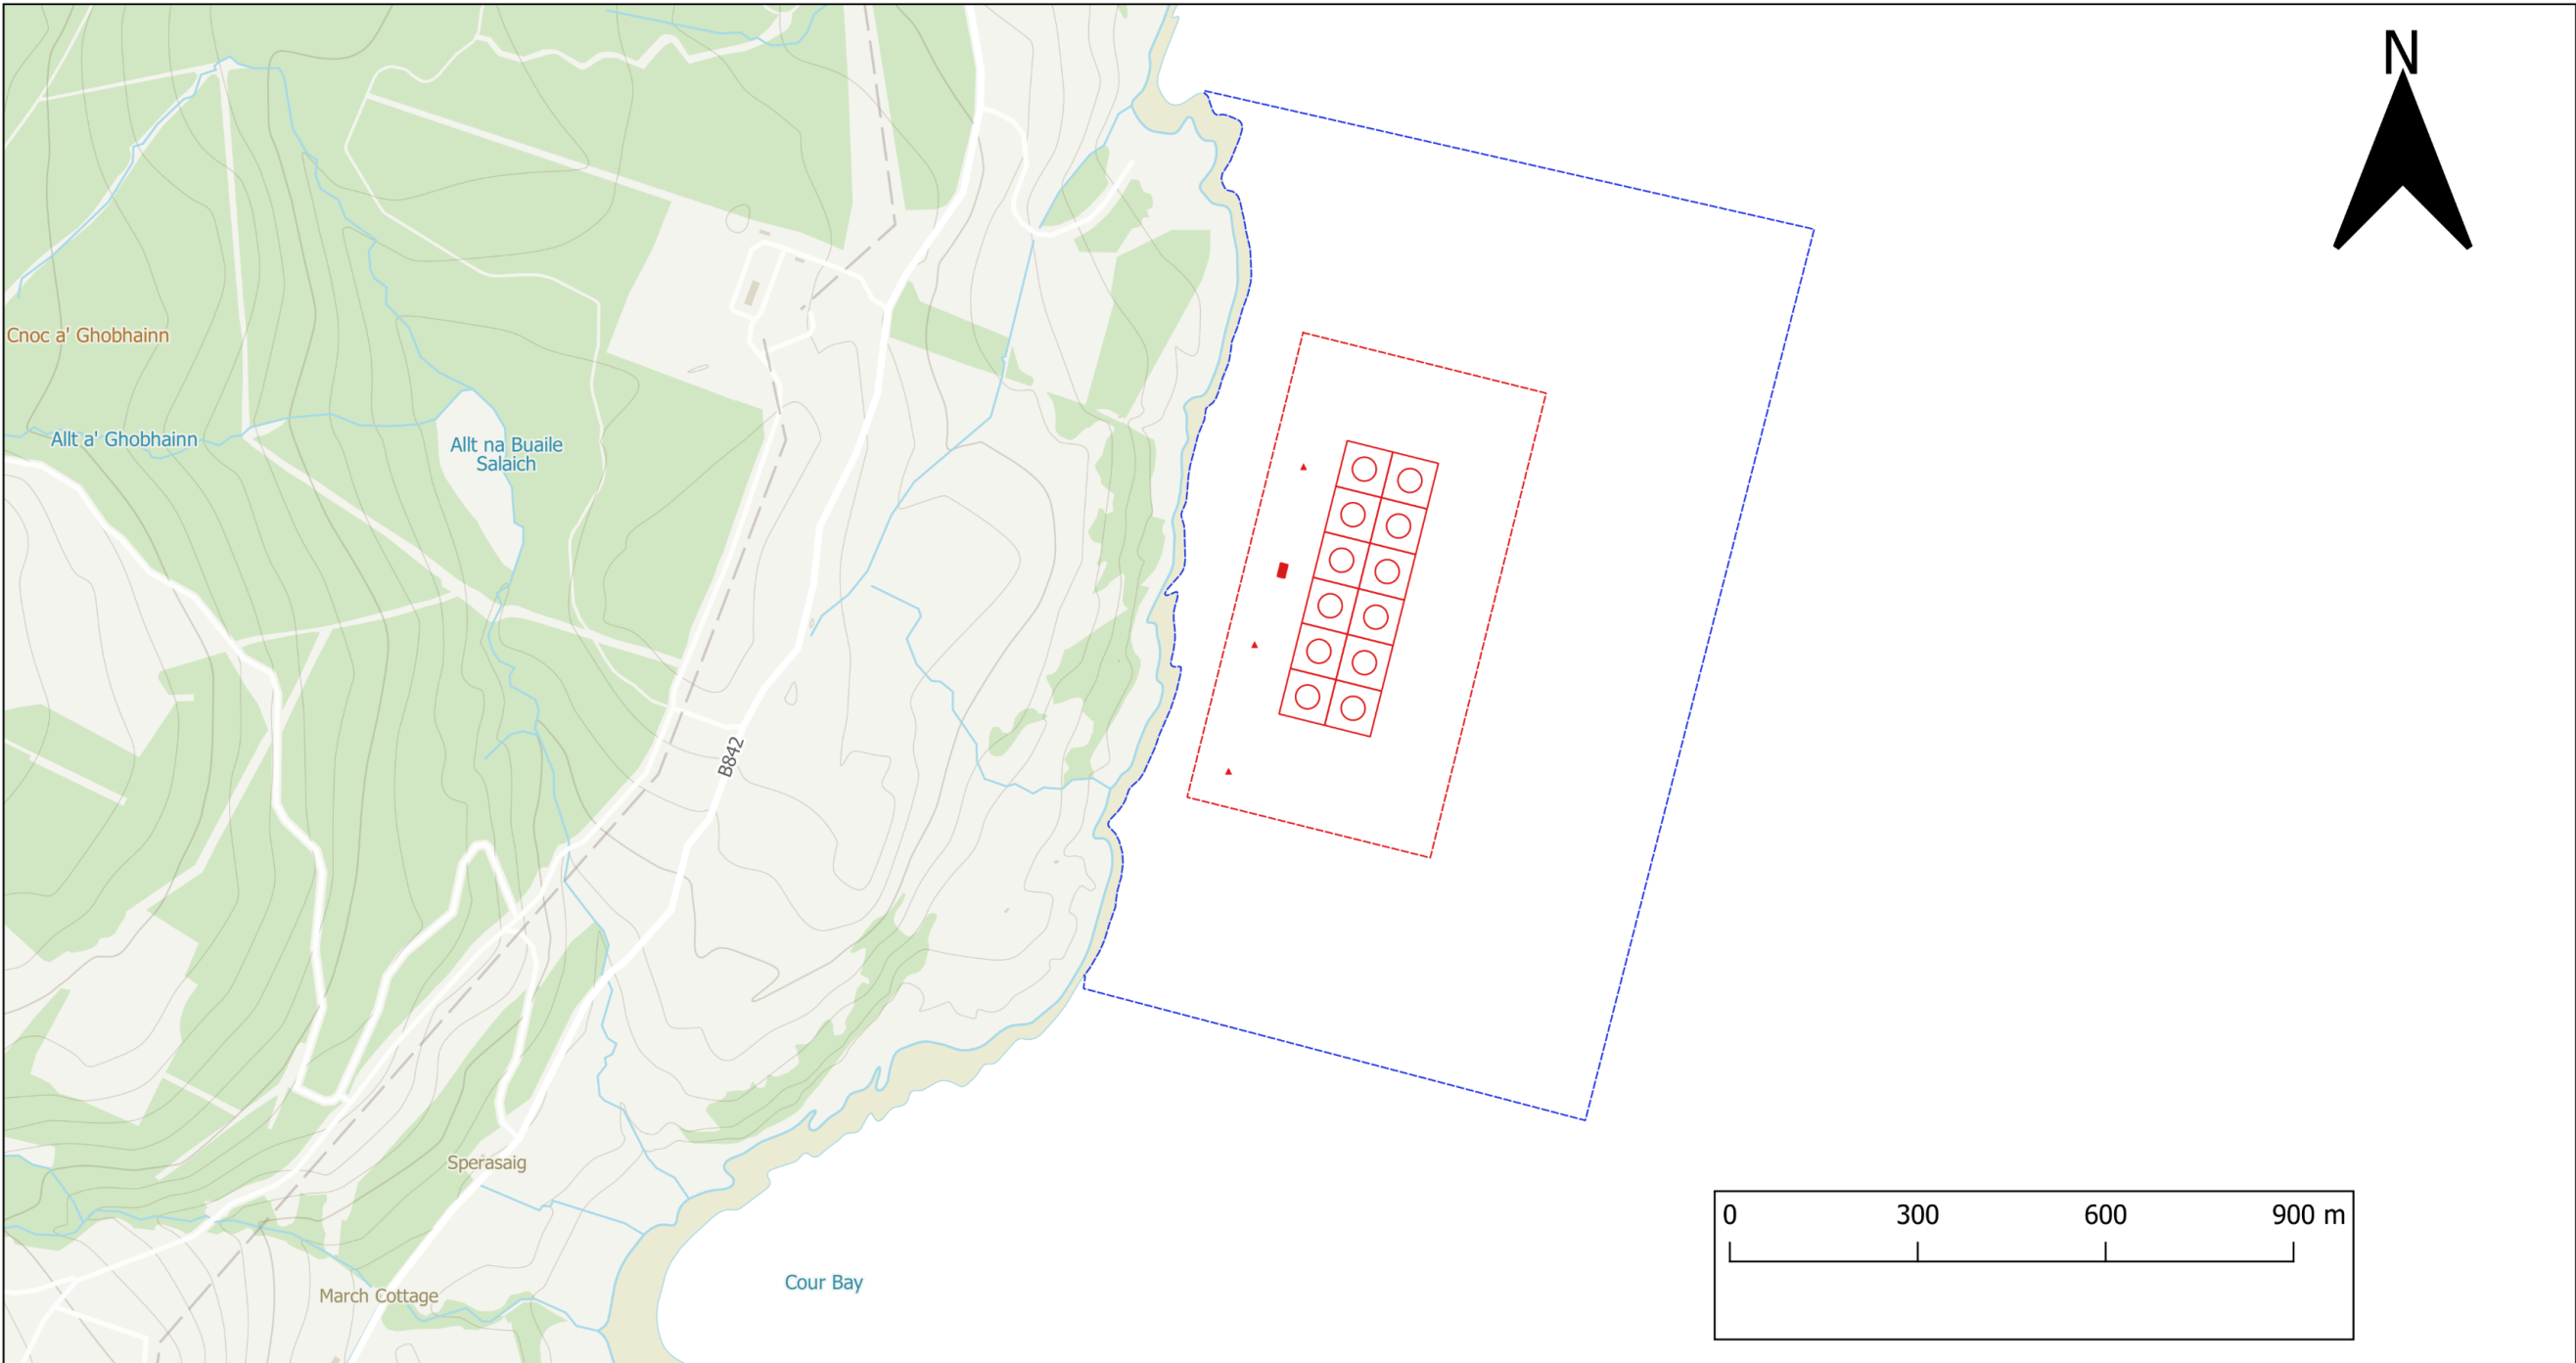 N
Cnoc a' Ghobhainn
Allt a' Ghobhainn
Allt na Buaile
Salaich
B842
Sperasaig
March Cottage
Cour Bay
0 300 600 900 m